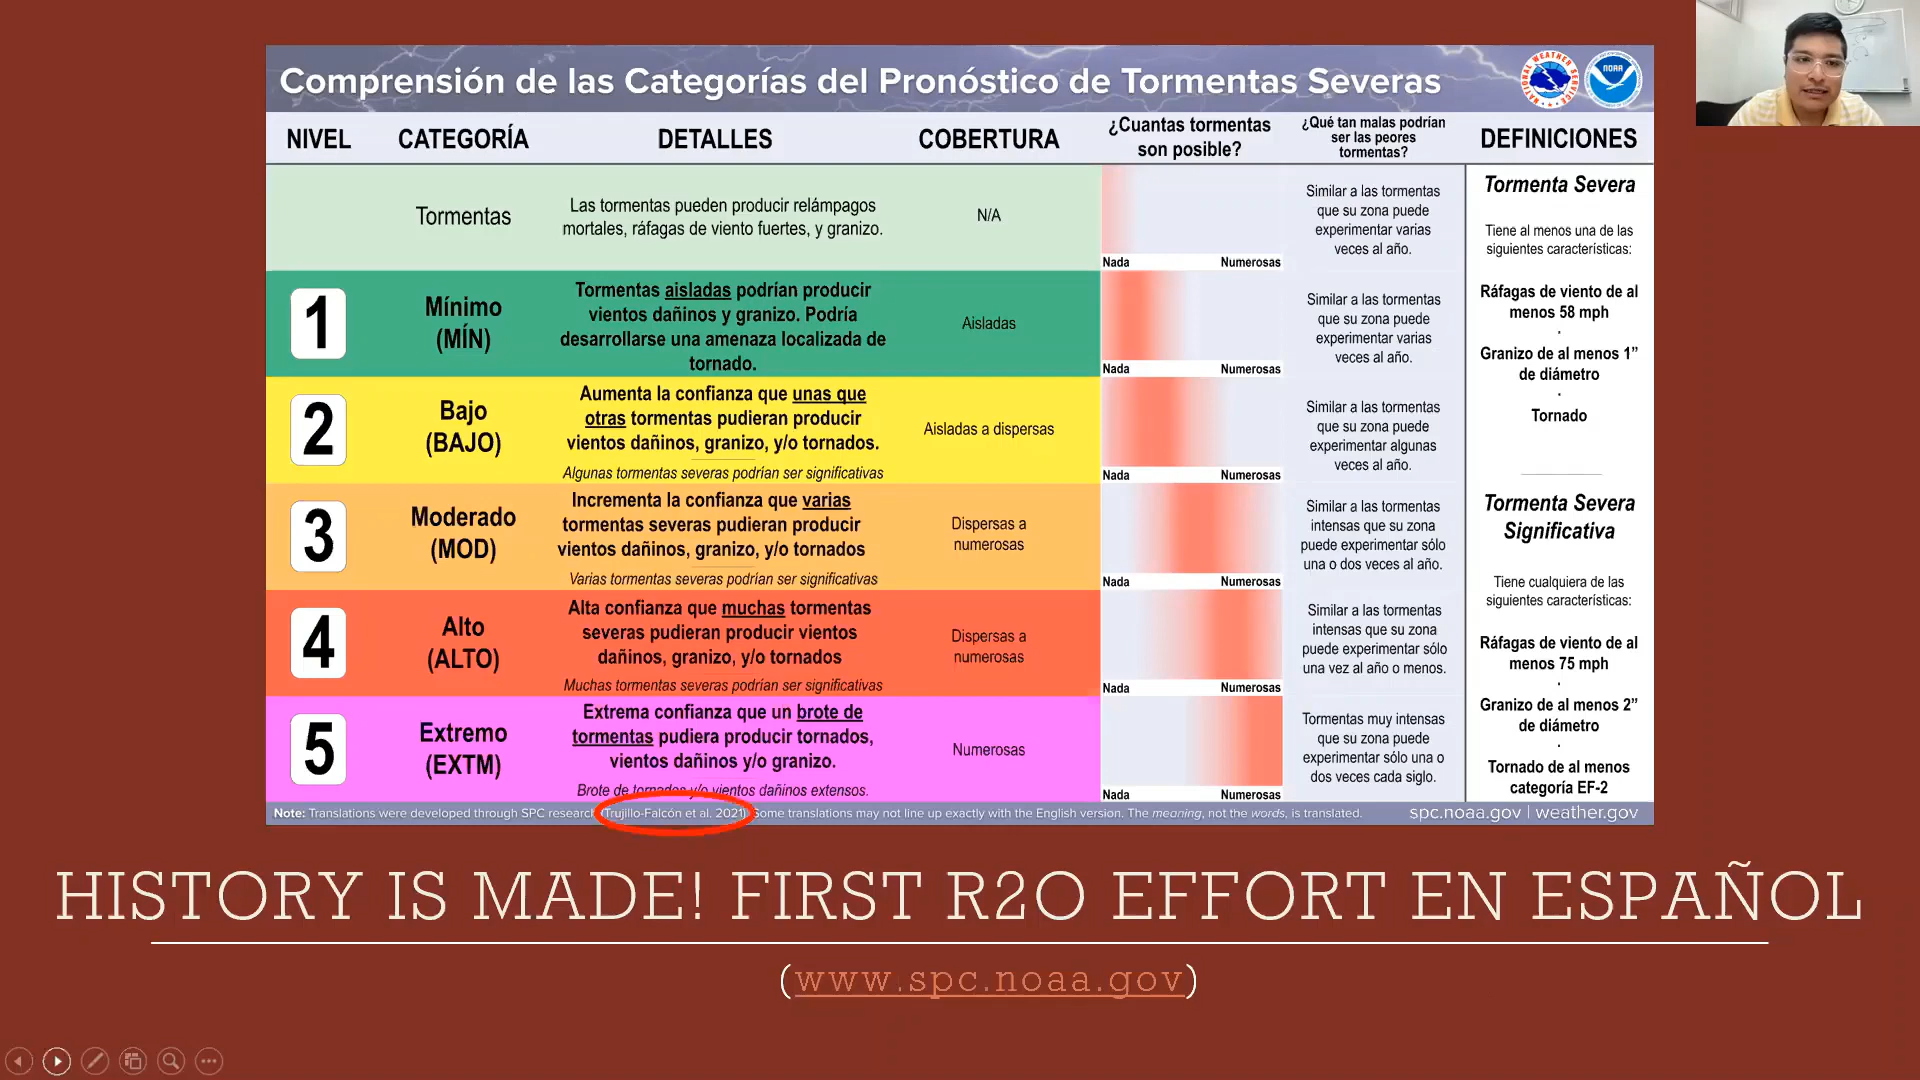 Comprensión de las Categorías del Pronóstico de Tormentas Severas
NATIONAL WEATHER SERVICE
NOAA
NIVEL
CATEGORÍA
DETALLES
COBERTURA
¿Cuantas tormentas
son posible?
¿Qué tan malas podrían
ser las peores
tormentas?
DEFINICIONES
Tormentas
Las tormentas pueden producir relámpagos
mortales, ráfagas de viento fuertes, y granizo.
N/A
Nada Numerosas
Similar a las tormentas
que su zona puede
experimentar varias
veces al año.
1
Mínimo
(MÍN)
Tormentas aisladas podrían producir
vientos dañinos y granizo. Podría
desarrollarse una amenaza localizada de
tornado.
Aisladas
Nada Numerosas
Similar a las tormentas
que su zona puede
experimentar varias
veces al año.
2
Bajo
(BAJO)
Aumenta la confianza que unas que
otras tormentas pudieran producir
vientos dañinos, granizo, y/o tornados.
Algunas tormentas severas podrían ser significativas
Aisladas a dispersas
Nada Numerosas
Similar a las tormentas
que su zona puede
experimentar algunas
veces al año.
3
Moderado
(MOD)
Incrementa la confianza que varias
tormentas severas pudieran producir
vientos dañinos, granizo, y/o tornados
Varias tormentas severas podrían ser significativas
Dispersas a
numerosas
Nada Numerosas
Similar a las tormentas
intensas que su zona
puede experimentar sólo
una o dos veces al año.
4
Alto
(ALTO)
Alta confianza que muchas tormentas
severas pudieran producir vientos
dañinos, granizo, y/o tornados
Muchas tormentas severas podrían ser significativas
Dispersas a
numerosas
Nada Numerosas
Similar a las tormentas
intensas que su zona
puede experimentar sólo
una vez al año o menos.
5
Extremo
(EXTM)
Extrema confianza que un brote de
tormentas pudiera producir tornados,
vientos dañinos y/o granizo.
Brote de tornados y/o vientos dañinos extensos.
Numerosas
Nada Numerosas
Tormentas muy intensas
que su zona puede
experimentar sólo una o
dos veces cada siglo.
Tormenta Severa
Tiene al menos una de las
siguientes características:
Ráfagas de viento de al
menos 58 mph
.
Granizo de al menos 1”
de diámetro
.
Tornado
Tormenta Severa
Significativa
Tiene cualquiera de las
siguientes características:
Ráfagas de viento de al
menos 75 mph
.
Granizo de al menos 2”
de diámetro
.
Tornado de al menos
categoría EF-2
Note: Translations were developed through SPC research (Trujillo-Falcón et al. 2021). Some translations may not line up exactly with the English version. The meaning, not the words, is translated.
spc.noaa.gov | weather.gov
HISTORY IS MADE! FIRST R2O EFFORT EN ESPAÑOL
(www.spc.noaa.gov)